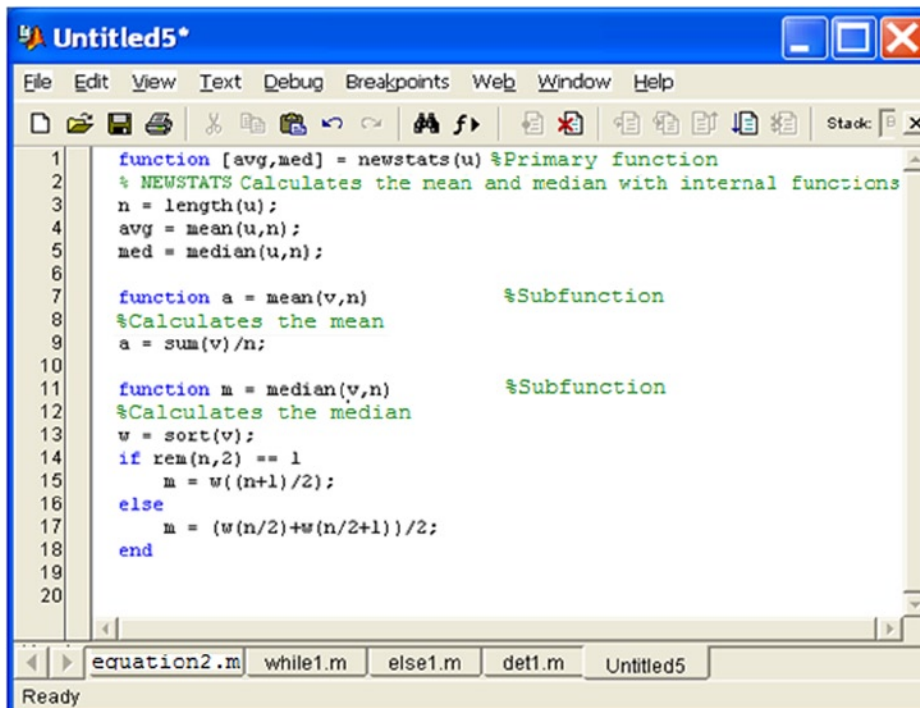 Untitled5*
File Edit View Text Debug Breakpoints Web Window Help
Stack: B
1 function [avg,med] = newstats(u) %Primary function
2 % NEWSTATS Calculates the mean and median with internal functions
3 n = length(u);
4 avg = mean(u,n);
5 med = median(u,n);
6
7 function a = mean(v,n) %Subfunction
8 %Calculates the mean
9 a = sum(v)/n;
10
11 function m = median(v,n) %Subfunction
12 %Calculates the median
13 w = sort(v);
14 if rem(n,2) == 1
15 m = w((n+1)/2);
16 else
17 m = (w(n/2)+w(n/2+1))/2;
18 end
19
20
equation2.m while1.m else1.m det1.m Untitled5
Ready